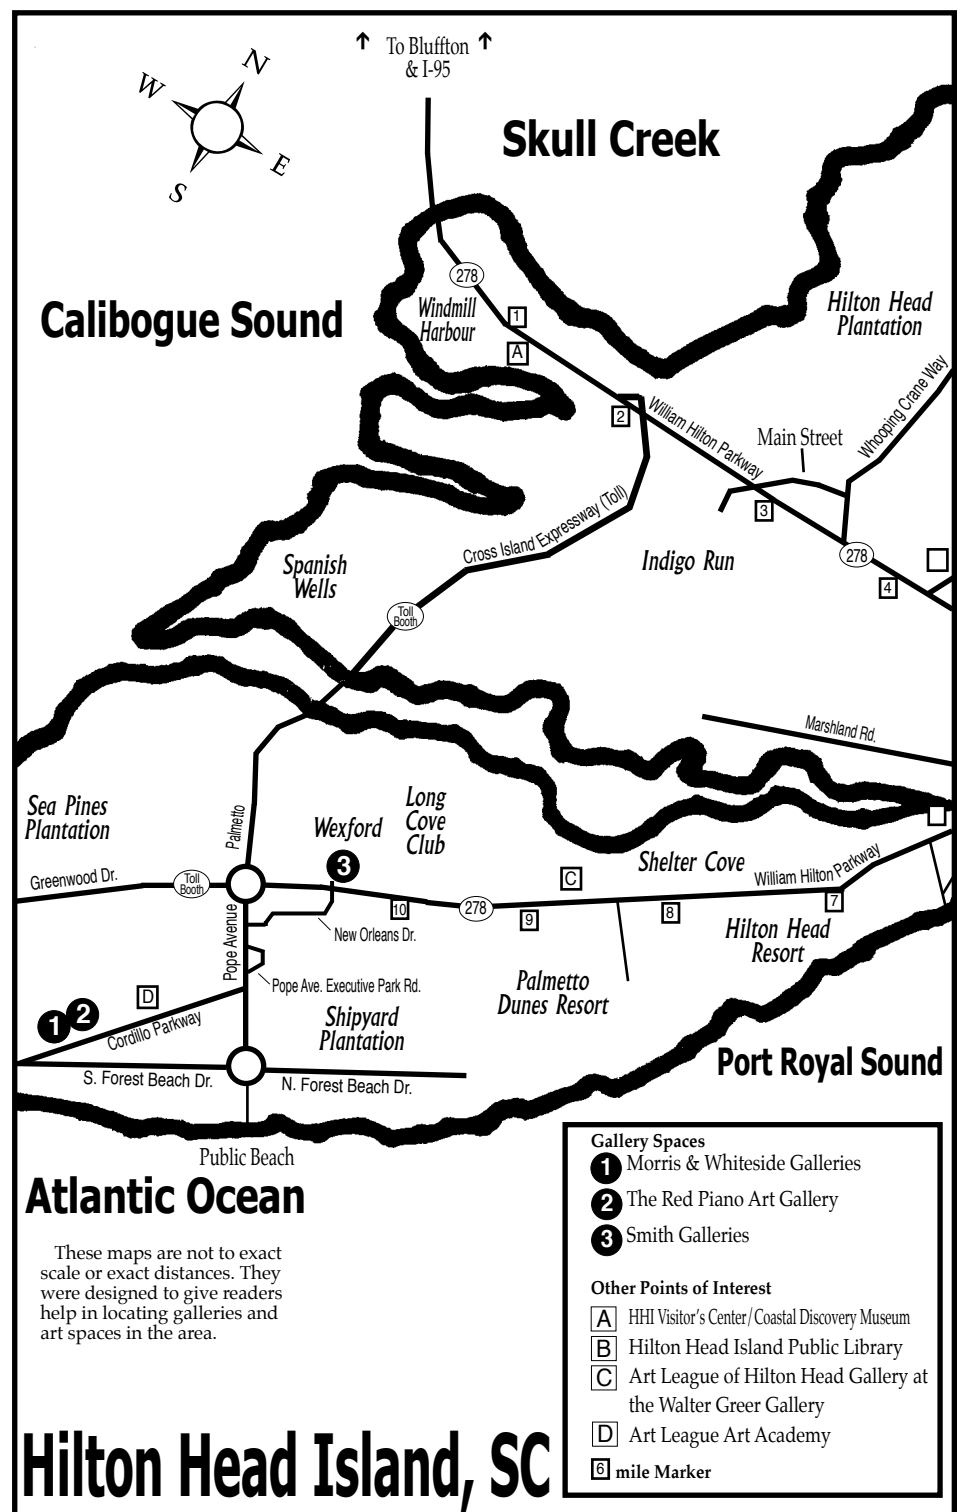 To Bluffton
& I-95
N
W
E
S
Skull Creek
278
Calibogue Sound
Windmill
Harbour
1
A
Hilton Head
Plantation
2
William Hilton Parkway
Main Street
Whooping Crane Way
3
Cross Island Expressway (Toll)
Indigo Run
278
4
Spanish
Wells
Toll
Booth
Marshland Rd.
Sea Pines
Plantation
Palmetto
Wexford
Long
Cove
Club
3
Shelter Cove
C
William Hilton Parkway
Greenwood Dr.
Toll
Booth
10
278
9
8
7
New Orleans Dr.
Pope Avenue
Hilton Head
Resort
Pope Ave. Executive Park Rd.
Palmetto
Dunes Resort
D
1
2
Cordillo Parkway
Shipyard
Plantation
Port Royal Sound
S. Forest Beach Dr.
N. Forest Beach Dr.
Public Beach
Atlantic Ocean
These maps are not to exact
scale or exact distances. They
were designed to give readers
help in locating galleries and
art spaces in the area.
Gallery Spaces
1 Morris & Whiteside Galleries
2 The Red Piano Art Gallery
3 Smith Galleries
Other Points of Interest
A HHI Visitor's Center/Coastal Discovery Museum
B Hilton Head Island Public Library
C Art League of Hilton Head Gallery at
the Walter Greer Gallery
D Art League Art Academy
6 mile Marker
Hilton Head Island, SC